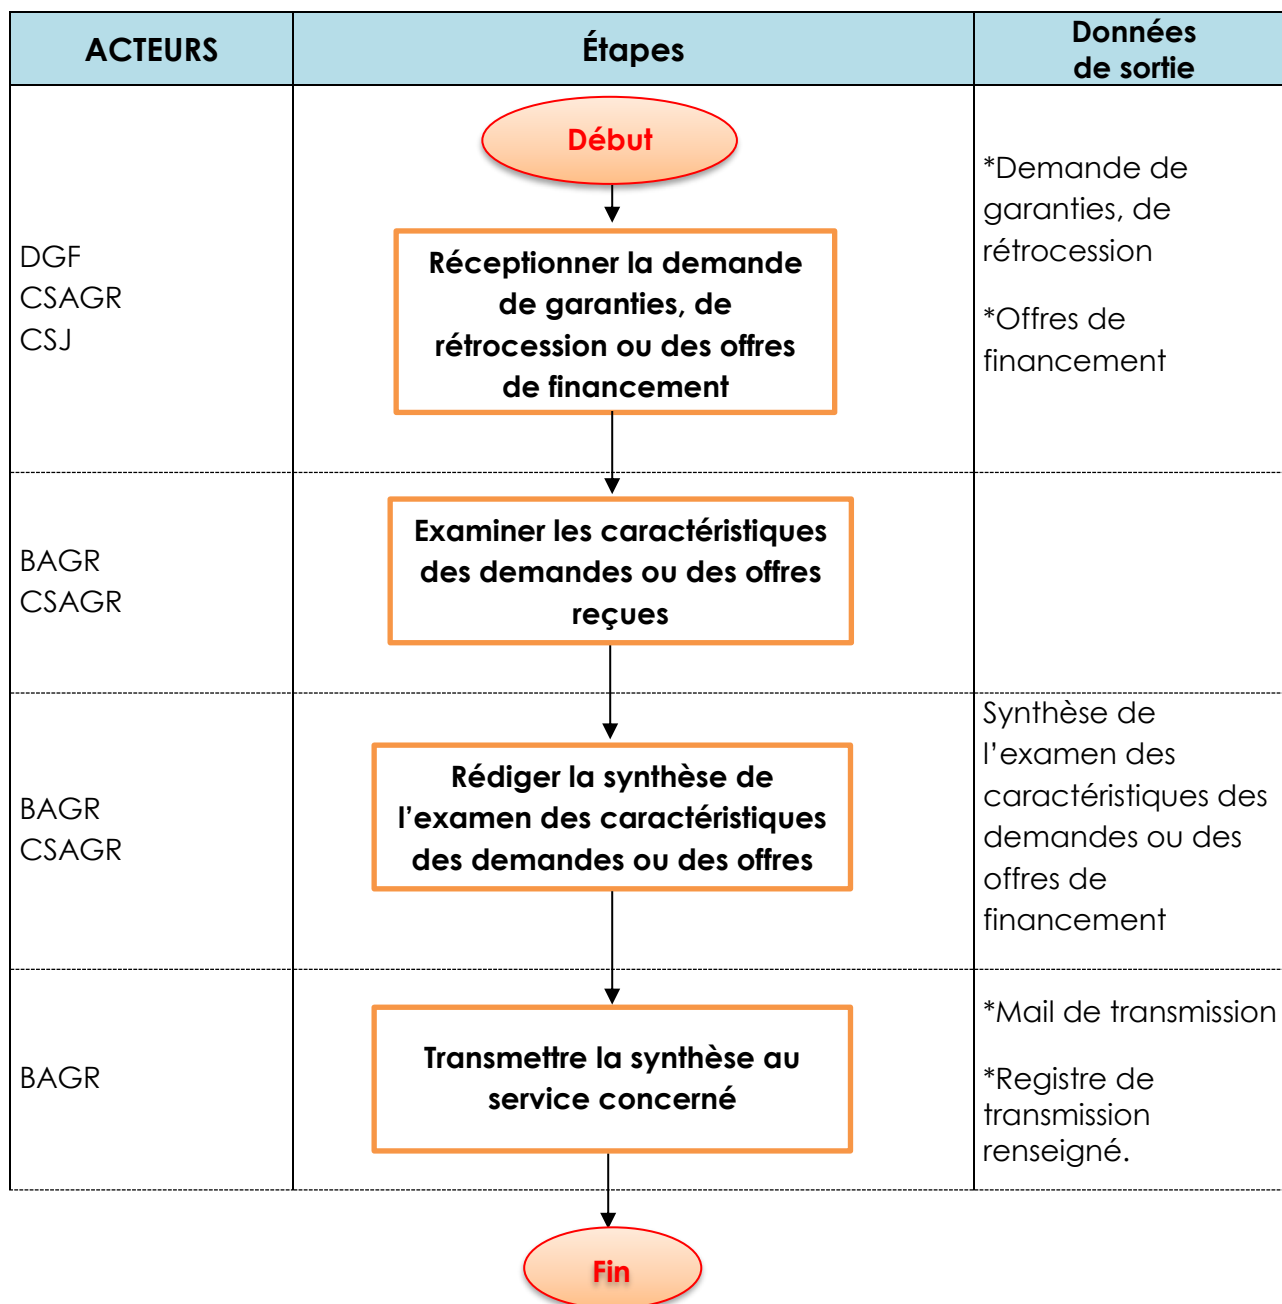 ACTEURS
Étapes
Données
de sortie
DGF
CSAGR
CSJ
Début
Réceptionner la demande
de garanties, de
rétrocession ou des offres
de financement
*Demande de
garanties, de
rétrocession
*Offres de
financement
BAGR
CSAGR
Examiner les caractéristiques
des demandes ou des offres
reçues
BAGR
CSAGR
Rédiger la synthèse de
l’examen des caractéristiques
des demandes ou des offres
Synthèse de
l’examen des
caractéristiques des
demandes ou des
offres de
financement
BAGR
Transmettre la synthèse au
service concerné
*Mail de transmission
*Registre de
transmission
renseigné.
Fin